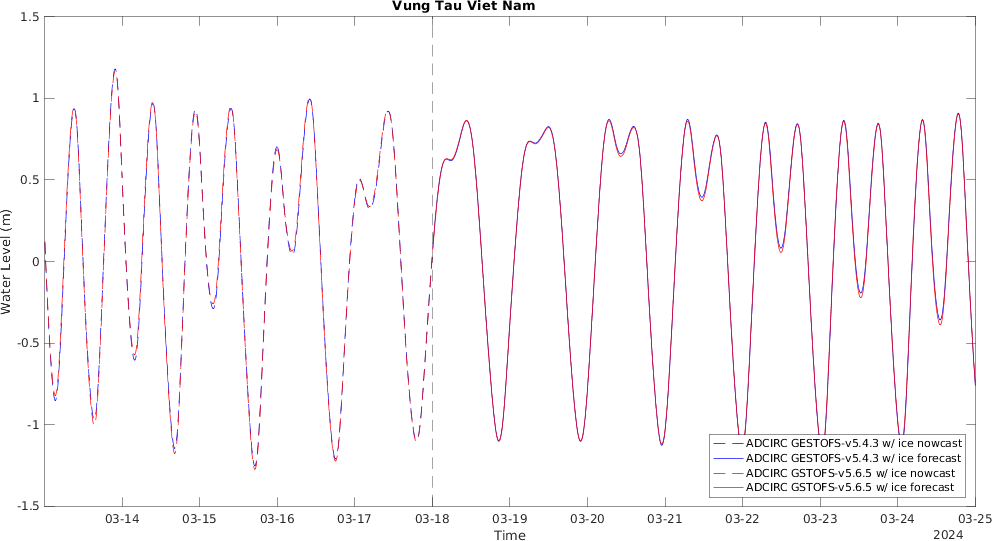 Vung Tau Viet Nam
1.5
1
0.5
0
-0.5
-1
-1.5
Water Level (m)
ADCIRC GESTOFS-v5.4.3 w/ ice nowcast
ADCIRC GESTOFS-v5.4.3 w/ ice forecast
ADCIRC GSTOFS-v5.6.5 w/ ice nowcast
ADCIRC GSTOFS-v5.6.5 w/ ice forecast
03-14 03-15 03-16 03-17 03-18 03-19 03-20 03-21 03-22 03-23 03-24 03-25
Time
2024